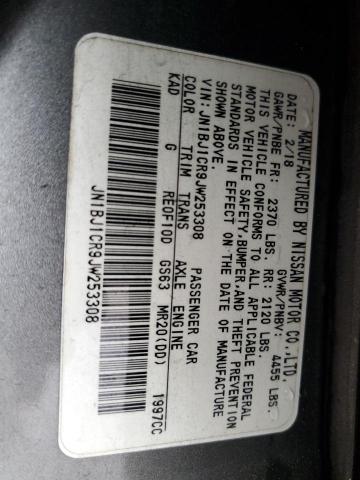 MANUFACTURED BY NISSAN MOTOR CO.,LTD.
DATE: 2/18 GVWR/PNBV: 4455 LBS.
GAWR/PNBE FR: 2370 LBS. RR: 2120 LBS.
THIS VEHICLE CONFORMS TO ALL APPLICABLE FEDERAL
MOTOR VEHICLE SAFETY,BUMPER,AND THEFT PREVENTION
STANDARDS IN EFFECT ON THE DATE OF MANUFACTURE
SHOWN ABOVE.
VIN: JN1BJ1CR9JW253308 PASSENGER CAR
COLOR TRIM TRANS AXLE ENGINE
KAD G RE0F10D GS63 MR20(DD) 1997CC
JN1BJ1CR9JW253308